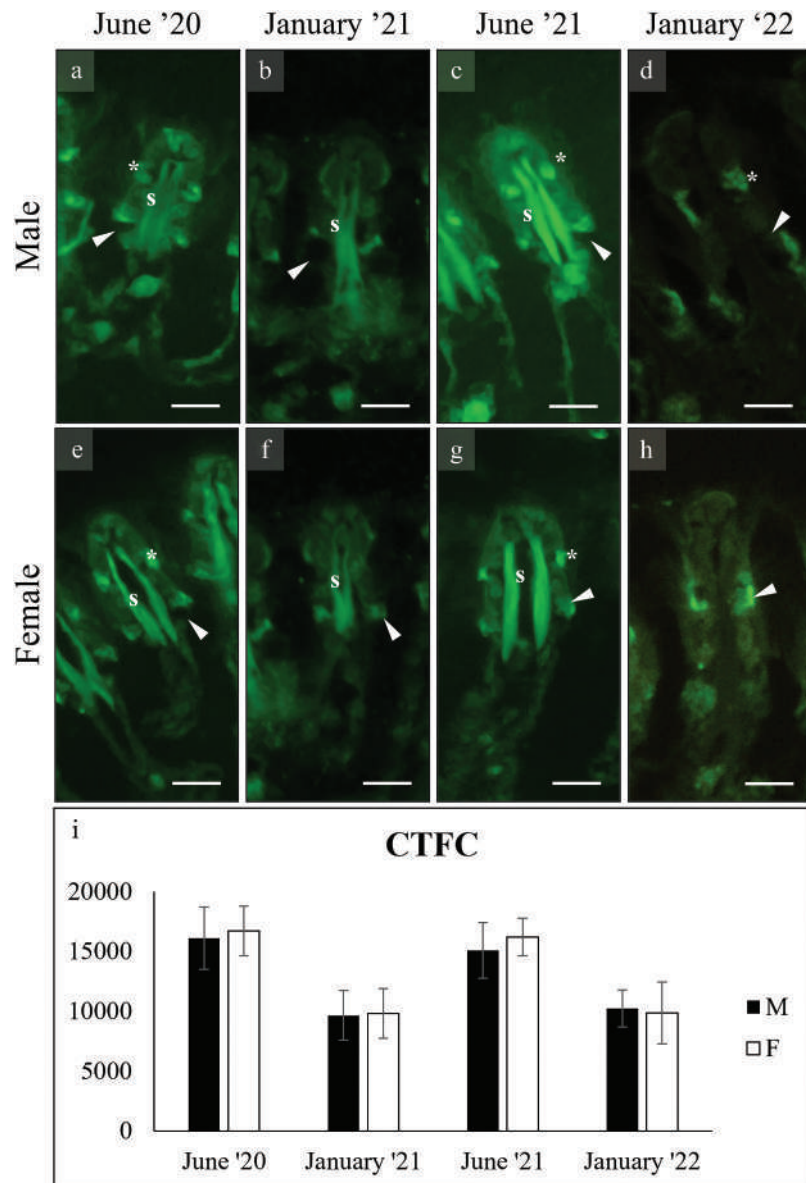 June ’20 January ’21 June ’21 January ‘22
Male
a b c d
* * *
s s s
Female
e f g h
* *
s s s
i
CTFC
20000
15000
10000
5000
0
M
F
June '20 January '21 June '21 January '22